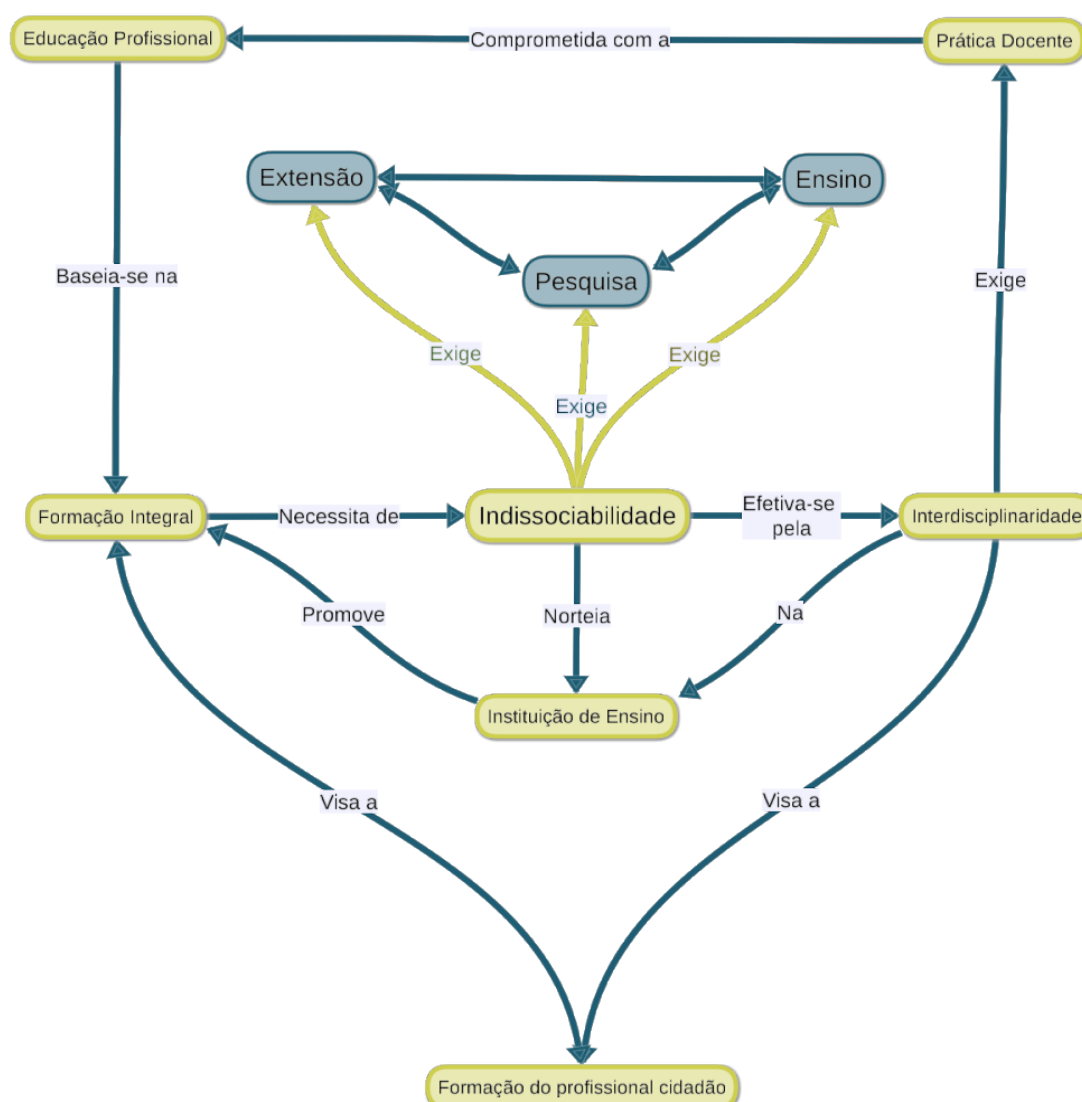 Educação Profissional
Comprometida com a
Prática Docente
Extensão
Ensino
Pesquisa
Baseia-se na
Exige
Exige
Exige
Exige
Formação Integral
Necessita de
Indissociabilidade
Efetiva-se
pela
Interdisciplinaridade
Promove
Norteia
Na
Instituição de Ensino
Visa a
Visa a
Formação do profissional cidadão